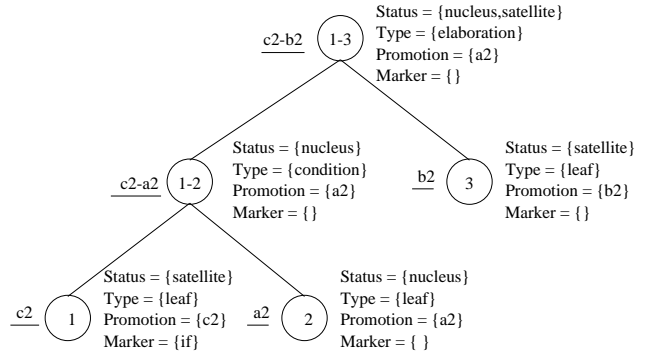 Status = {nucleus,satellite}
c2-b2
1-3
Type = {elaboration}
Promotion = {a2}
Marker = {}
Status = {nucleus}
c2-a2
1-2
Type = {condition}
Promotion = {a2}
Marker = {}
Status = {satellite}
b2
3
Type = {leaf}
Promotion = {b2}
Marker = {}
Status = {satellite}
c2
1
Type = {leaf}
Promotion = {c2}
Marker = {if}
Status = {nucleus}
a2
2
Type = {leaf}
Promotion = {a2}
Marker = { }